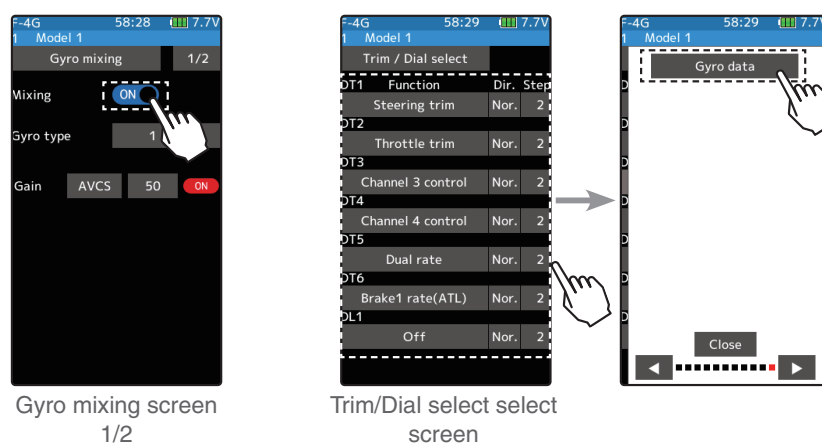 F-4G 58:28 7.7V
1 Model 1
Gyro mixing 1/2
Mixing ON
Gyro type 1
Gain AVCS 50 ON
Gyro mixing screen
1/2
F-4G 58:29 7.7V
1 Model 1
Trim / Dial select
DT1 Function Dir. Step
Steering trim Nor. 2
DT2
Throttle trim Nor. 2
DT3
Channel 3 control Nor. 2
DT4
Channel 4 control Nor. 2
DT5
Dual rate Nor. 2
DT6
Brake1 rate(ATL) Nor. 2
DL1
Off Nor. 2
Trim/Dial select select
screen
F-4G 58:29 7.7V
1 Model 1
Gyro data
D
D
D
D
D
D
D
Close